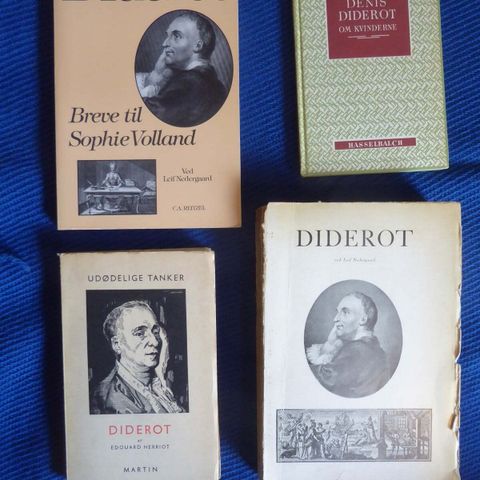 Diderot
Breve til
Sophie Volland
Ved
Leif Nedergaard
C.A. REITZEL
DENIS
DIDEROT
OM KVINDERNE
HASSELBALCH
UDØDELIGE TANKER
DIDEROT
AF
EDOUARD HERRIOT
MARTIN
DIDEROT
ved Leif Nedergaard